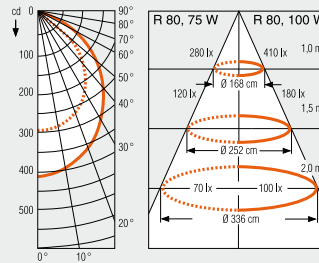 cd
0
100
200
300
400
500
90°
80°
70°
60°
50°
40°
30°
20°
0°
10°
R 80, 75 W
R 80, 100 W
280 lx
410 lx
1,0 m
Ø 168 cm
120 lx
180 lx
1,5 m
Ø 252 cm
70 lx
100 lx
2,0 m
Ø 336 cm